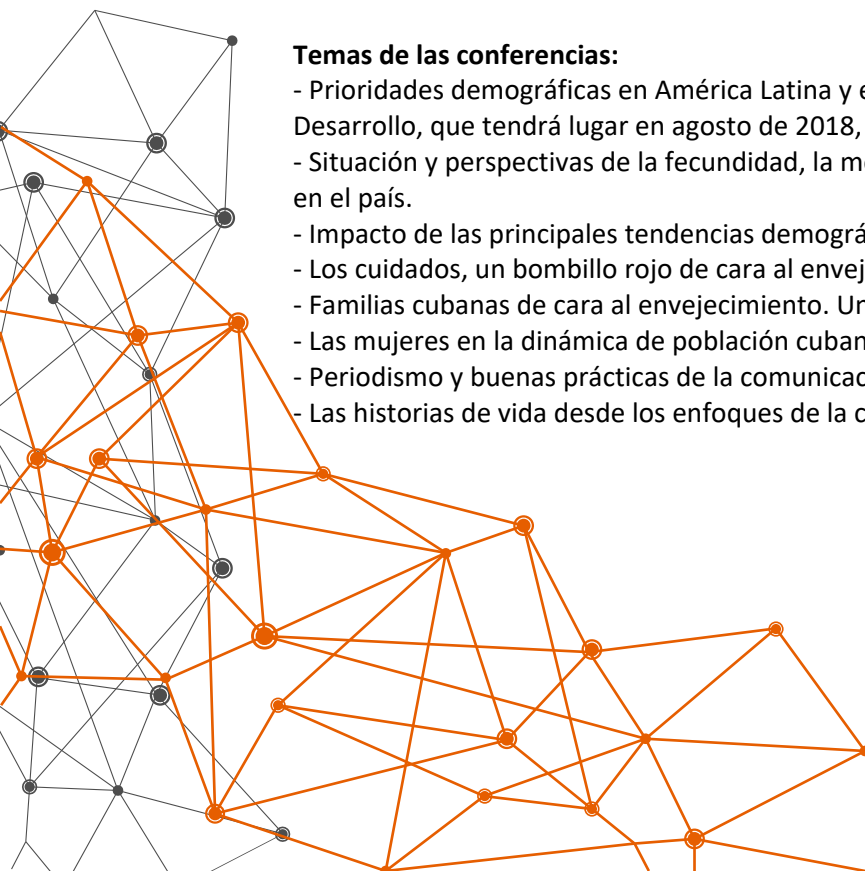 Temas de las conferencias:
- Prioridades demográficas en América Latina y e
Desarrollo, que tendrá lugar en agosto de 2018,
- Situación y perspectivas de la fecundidad, la m
en el país.
- Impacto de las principales tendencias demográ
- Los cuidados, un bombillo rojo de cara al envej
- Familias cubanas de cara al envejecimiento. Un
- Las mujeres en la dinámica de población cuban
- Periodismo y buenas prácticas de la comunicac
- Las historias de vida desde los enfoques de la c